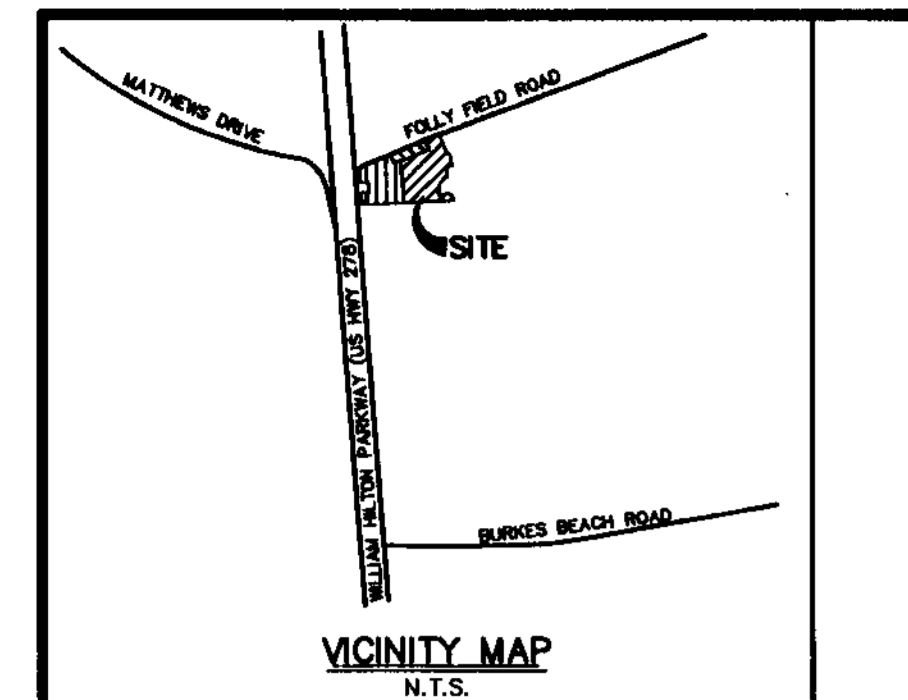 MATTHEWS DRIVE
FOLLY FIELD ROAD
SITE
WILLIAM HILTON PARKWAY (US HWY 278)
BURKES BEACH ROAD
VICINITY MAP
N.T.S.